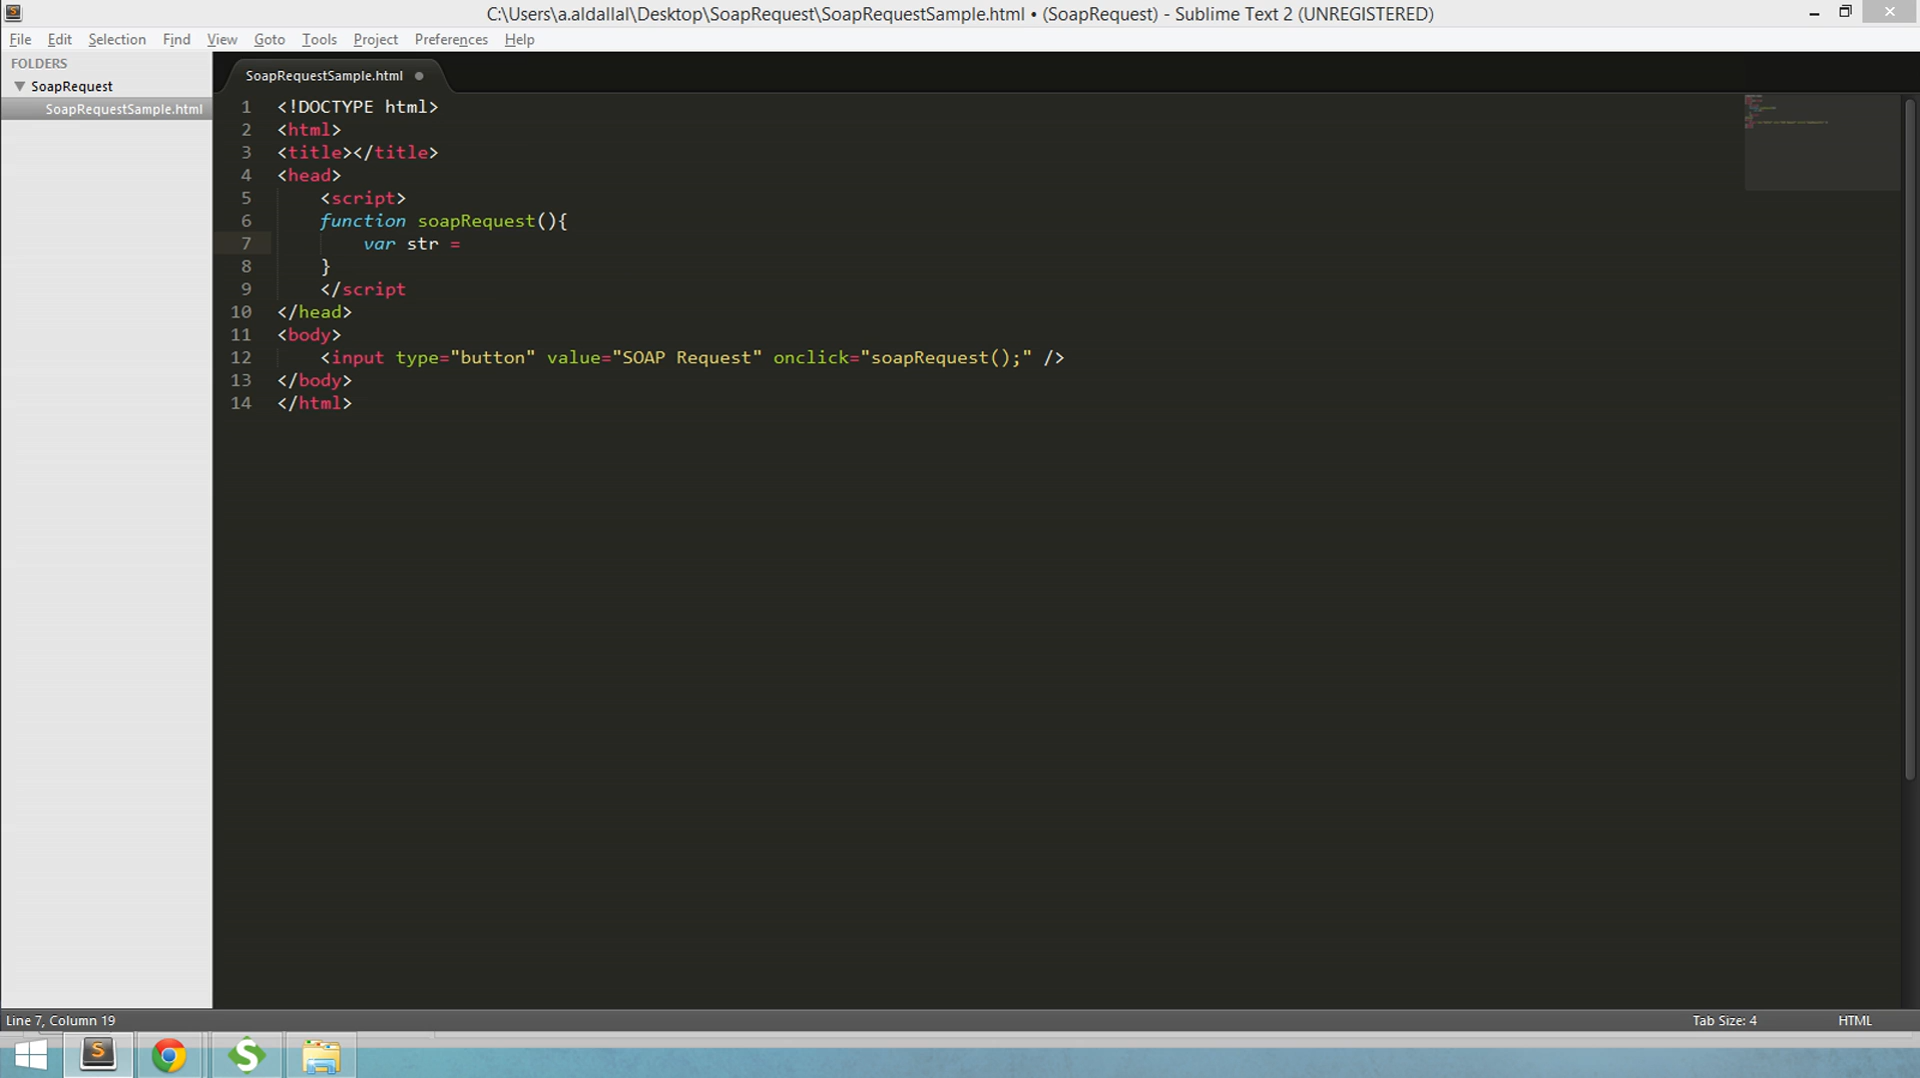 C:\Users\a.aldallal\Desktop\SoapRequest\SoapRequestSample.html • (SoapRequest) - Sublime Text 2 (UNREGISTERED)
File Edit Selection Find View Goto Tools Project Preferences Help
FOLDERS
SoapRequest
SoapRequestSample.html
SoapRequestSample.html
1 <!DOCTYPE html>
2 <html>
3 <title></title>
4 <head>
5 <script>
6 function soapRequest(){
7 var str =
8 }
9 </script
10 </head>
11 <body>
12 <input type="button" value="SOAP Request" onclick="soapRequest();" />
13 </body>
14 </html>
Line 7, Column 19
Tab Size: 4
HTML